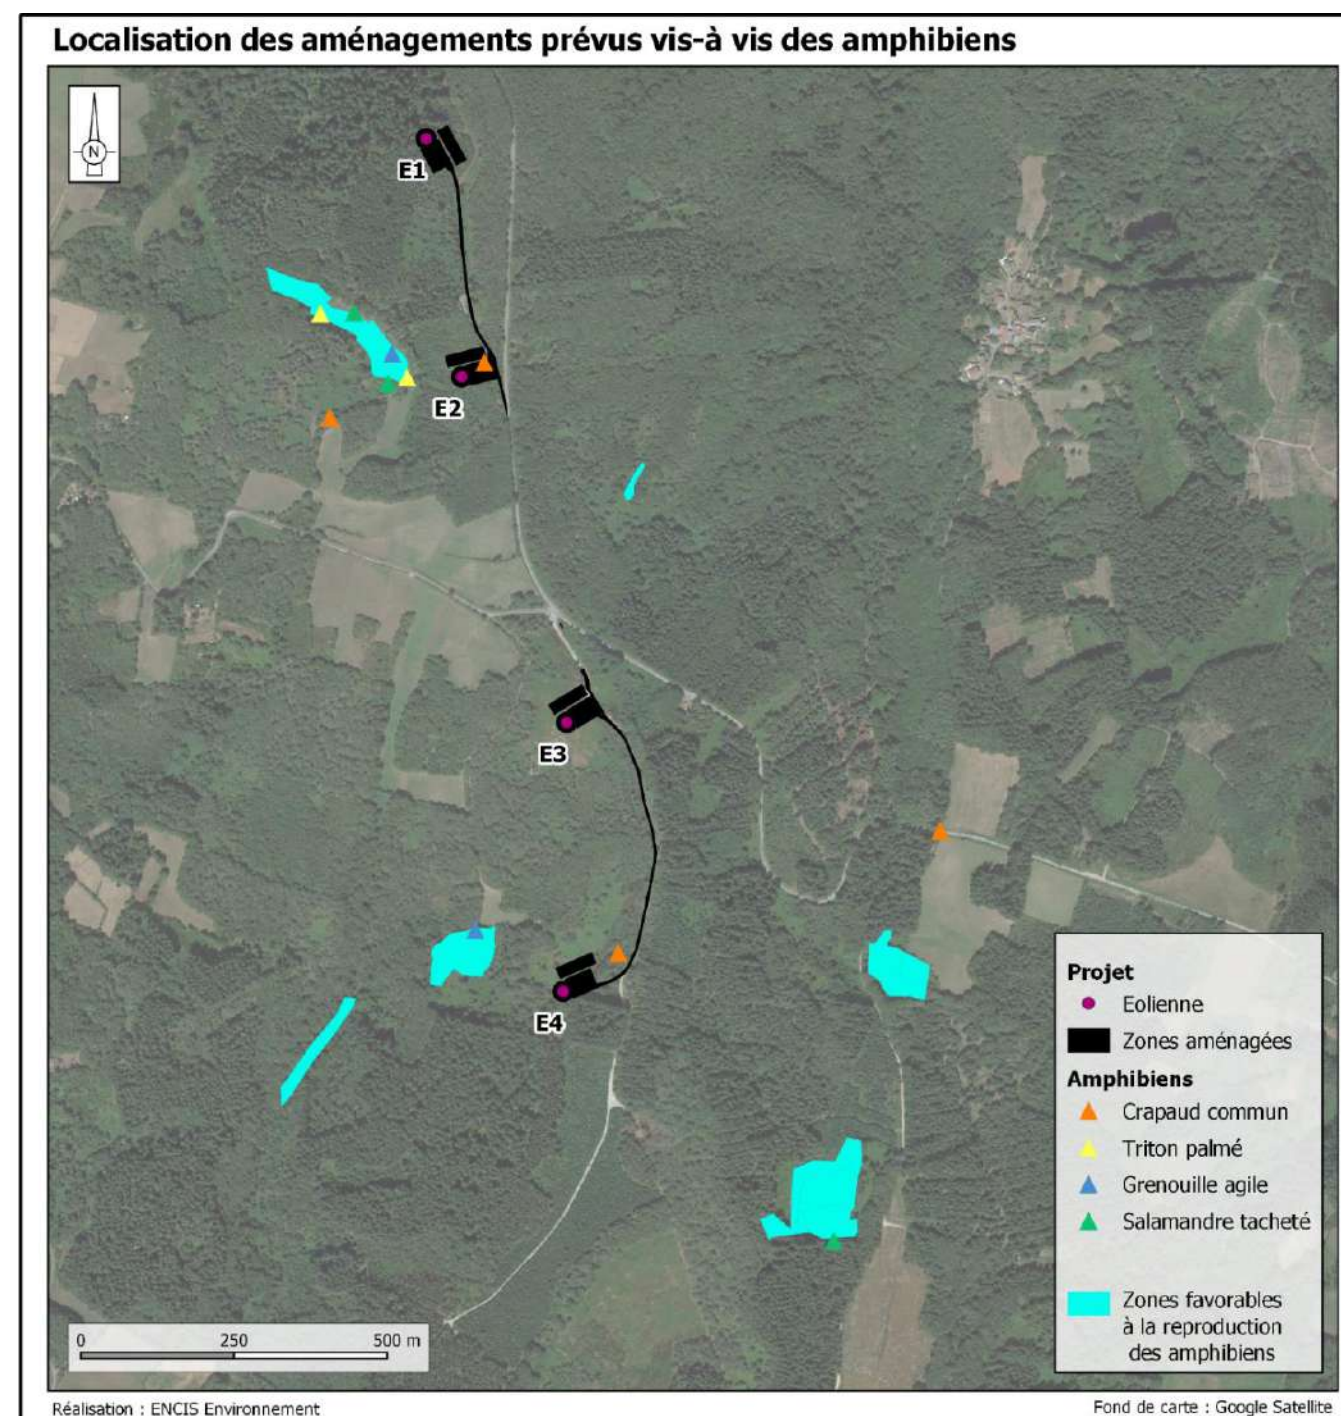 Localisation des aménagements prévus vis-à vis des amphibiens
N
E1
E2
E3
E4
Projet
Eolienne
Zones aménagées
Amphibiens
Crapaud commun
Triton palmé
Grenouille agile
Salamandre tacheté
Zones favorables
à la reproduction
des amphibiens
0 250 500 m
Réalisation : ENCIS Environnement
Fond de carte : Google Satellite